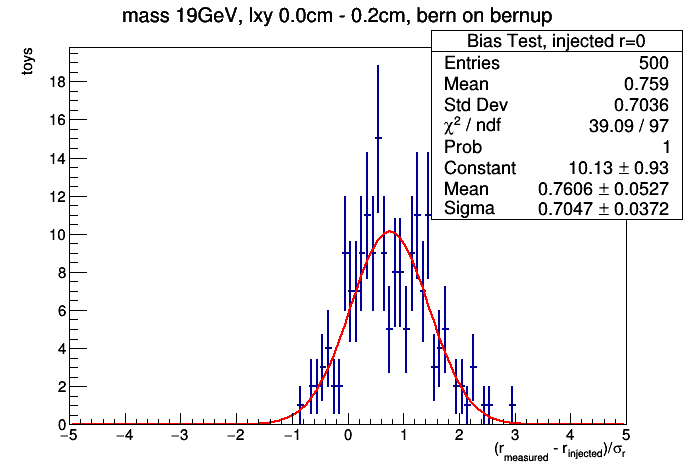 mass 19GeV, lxy 0.0cm - 0.2cm, bern on bernup
toys
Bias Test, injected r=0
Entries 500
Mean 0.759
Std Dev 0.7036
χ² / ndf 39.09 / 97
Prob 1
Constant 10.13 ± 0.93
Mean 0.7606 ± 0.0527
Sigma 0.7047 ± 0.0372
18
16
14
12
10
8
6
4
2
0
−5 −4 −3 −2 −1 0 1 2 3 4 5
(r_measured - r_injected)/σ_r